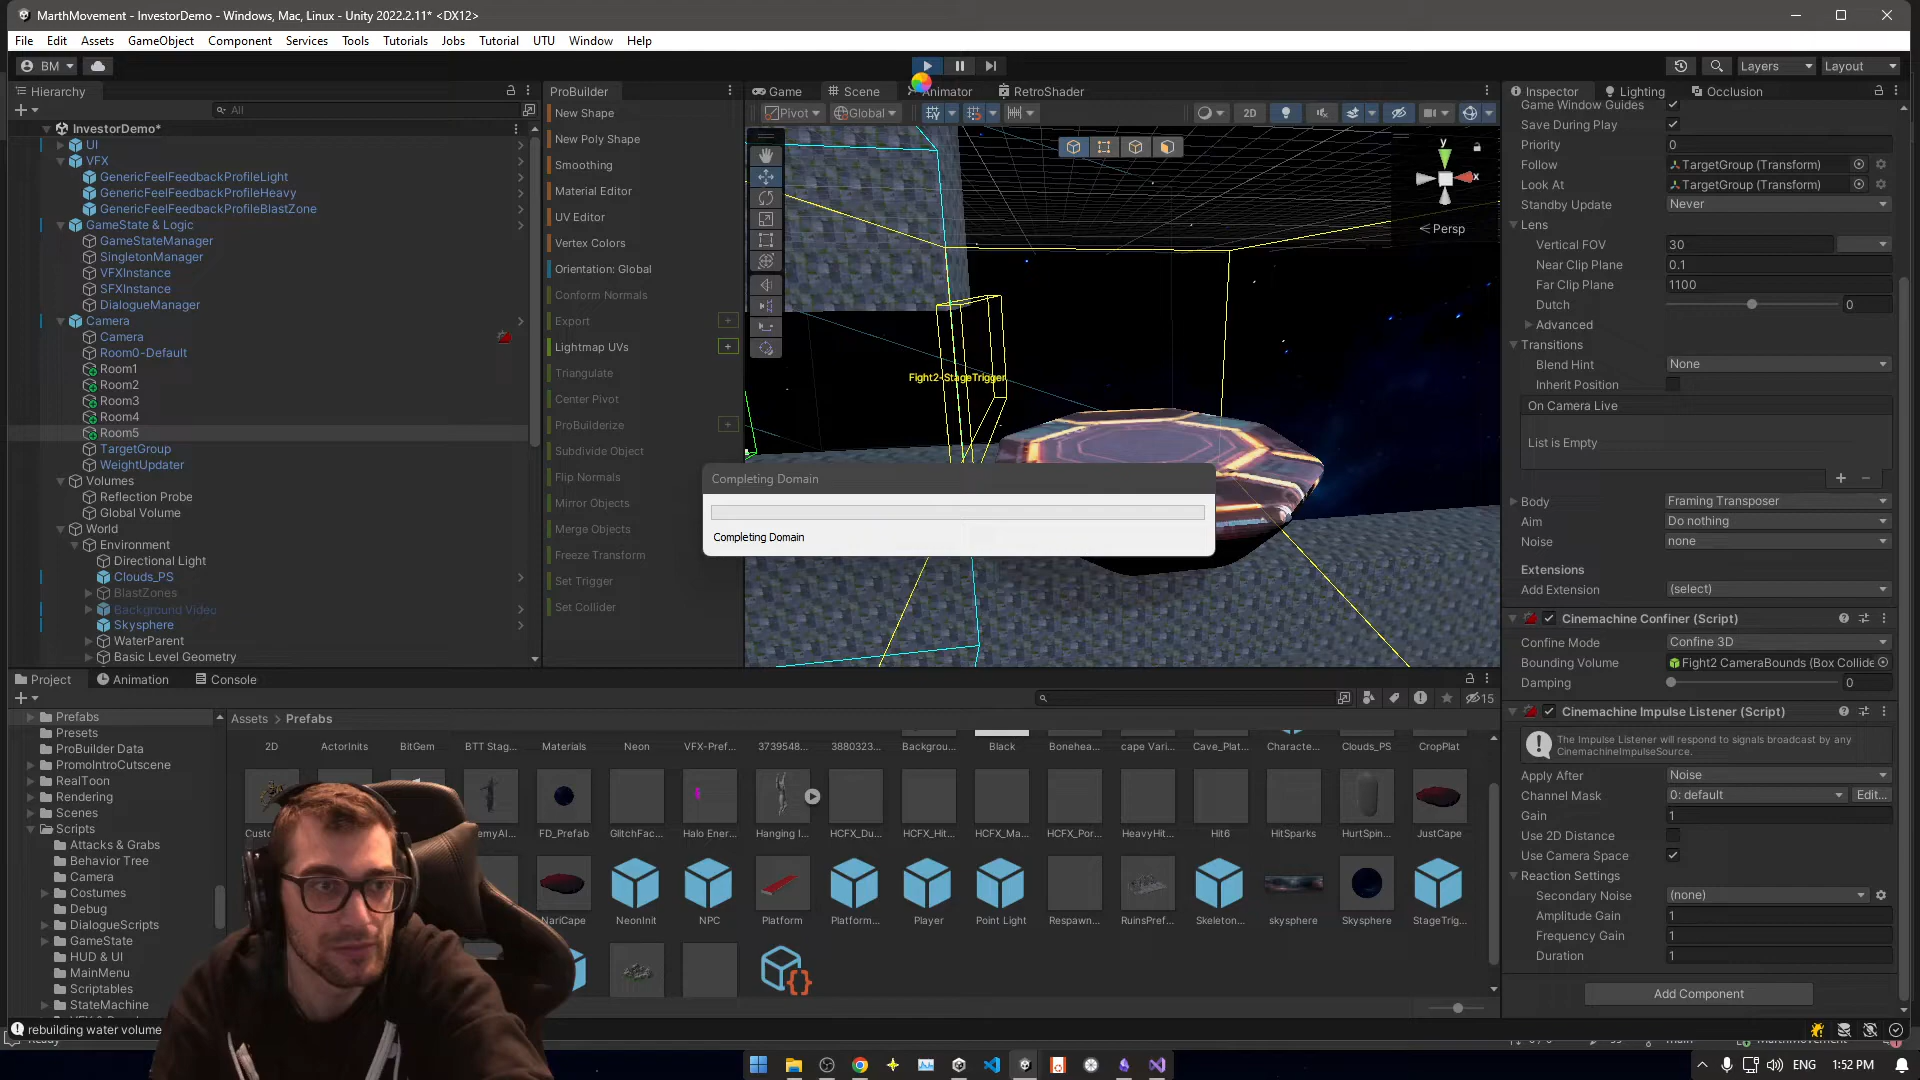 MarthMovement - InvestorDemo - Windows, Mac, Linux - Unity 2022.2.11* <DX12>
File Edit Assets GameObject Component Services Tools Tutorials Jobs Tutorial UTU Window Help
BM
Layers
Layout
Hierarchy
All
InvestorDemo*
UI
VFX
GenericFeelFeedbackProfileLight
GenericFeelFeedbackProfileHeavy
GenericFeelFeedbackProfileBlastZone
GameState & Logic
GameStateManager
SingletonManager
VFXInstance
SFXInstance
DialogueManager
Camera
Camera
Room0-Default
Room1
Room2
Room3
Room4
Room5
TargetGroup
WeightUpdater
Volumes
Reflection Probe
Global Volume
World
Environment
Directional Light
Clouds_PS
BlastZones
Background Video
Skysphere
WaterParent
Basic Level Geometry
ProBuilder
New Shape
New Poly Shape
Smoothing
Material Editor
UV Editor
Vertex Colors
Orientation: Global
Conform Normals
Export
Lightmap UVs
Triangulate
Center Pivot
ProBuilderize
Subdivide Object
Flip Normals
Mirror Objects
Merge Objects
Freeze Transform
Set Trigger
Set Collider
Game Scene Animator RetroShader
Pivot Global 2D
y
x
Persp
Fight2-StageTrigger
Completing Domain
Completing Domain
Inspector Lighting Occlusion
Game Window Guides
Save During Play
Priority 0
Follow TargetGroup (Transform)
Look At TargetGroup (Transform)
Standby Update Never
Lens
Vertical FOV 30
Near Clip Plane 0.1
Far Clip Plane 1100
Dutch 0
Advanced
Transitions
Blend Hint None
Inherit Position
On Camera Live
List is Empty
Body Framing Transposer
Aim Do nothing
Noise none
Extensions
Add Extension (select)
Cinemachine Confiner (Script)
Confine Mode Confine 3D
Bounding Volume Fight2 CameraBounds (Box Collide
Damping 0
Cinemachine Impulse Listener (Script)
The Impulse Listener will respond to signals broadcast by any
CinemachineImpulseSource.
Apply After Noise
Channel Mask 0: default Edit...
Gain 1
Use 2D Distance
Use Camera Space
Reaction Settings
Secondary Noise (none)
Amplitude Gain 1
Frequency Gain 1
Duration 1
Add Component
Project Animation Console
15
Prefabs
Presets
ProBuilder Data
PromoIntroCutscene
RealToon
Rendering
Scenes
Scripts
Attacks & Grabs
Behavior Tree
Camera
Costumes
Debug
DialogueScripts
GameState
HUD & UI
MainMenu
Scriptables
StateMachine
Assets > Prefabs
2D ActorInits BitGem BTT Stag... Materials Neon VFX-Pref... 3739548... 3880323... Backgrou... Black Bonehea... cape Vari... Cave_Plat... Characte... Clouds_PS CropPlat
FD_Prefab GlitchFac... Halo Ener... Hanging I... HCFX_Du... HCFX_Hit... HCFX_Ma... HCFX_Por... HeavyHit... Hit6 HitSparks HurtSpin... JustCape
NariCape NeonInit NPC Platform Platform... Player Point Light Respawn... RuinsPref... Skeleton... skysphere Skysphere StageTrig...
rebuilding water volume
ENG 1:52 PM